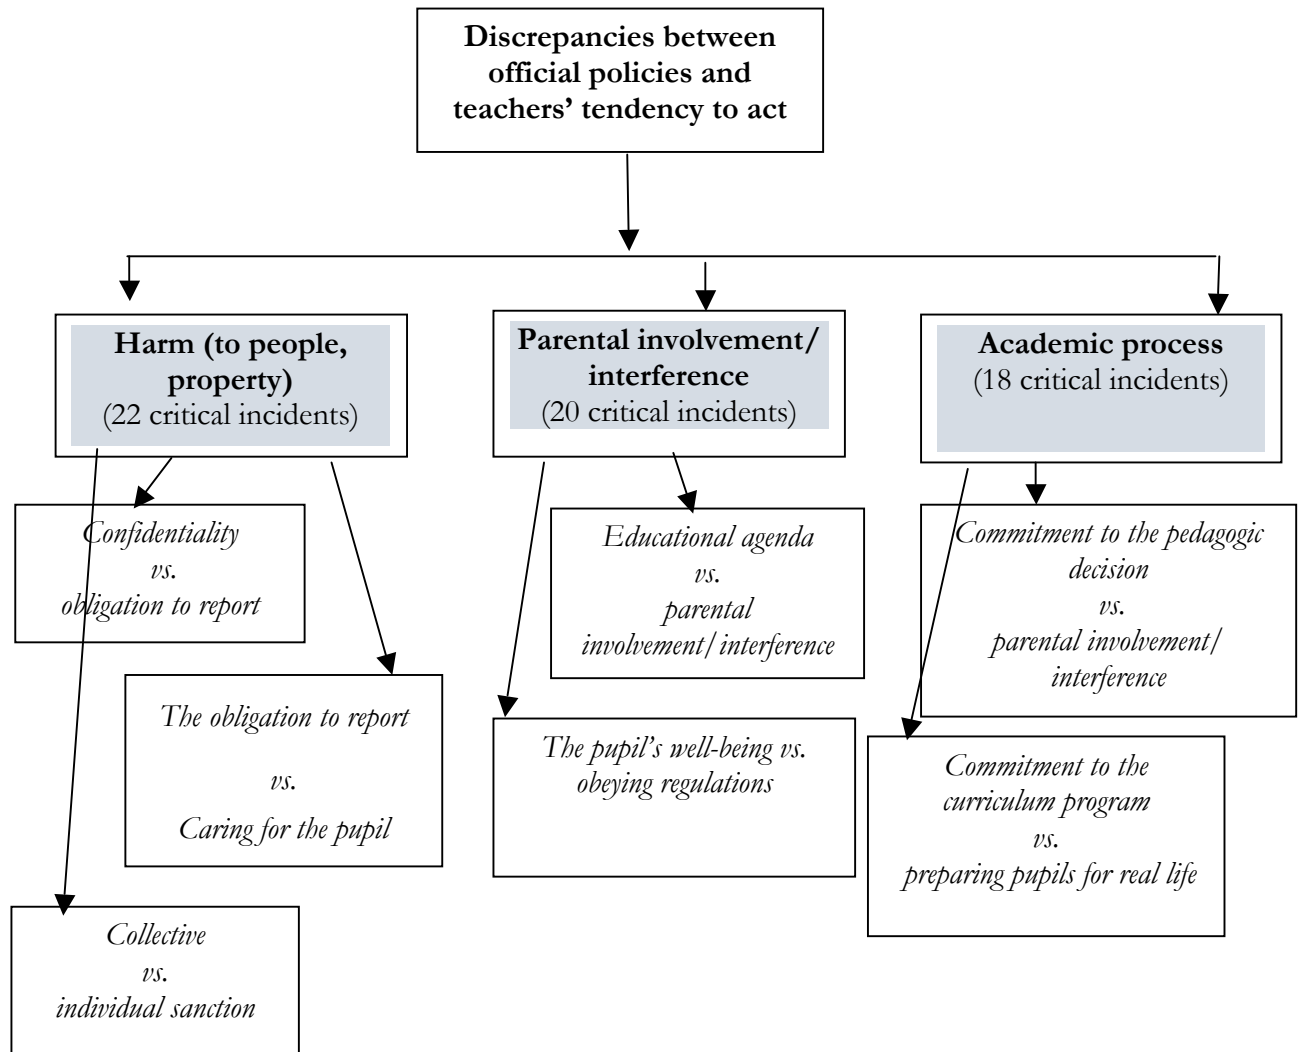 Discrepancies between
official policies and
teachers’ tendency to act
Harm (to people,
property)
(22 critical incidents)
Parental involvement/
interference
(20 critical incidents)
Academic process
(18 critical incidents)
Confidentiality
vs.
obligation to report
Educational agenda
vs.
parental
involvement/interference
Commitment to the pedagogic
decision
vs.
parental involvement/
interference
The obligation to report
vs.
Caring for the pupil
The pupil’s well-being vs.
obeying regulations
Commitment to the
curriculum program
vs.
preparing pupils for real life
Collective
vs.
individual sanction